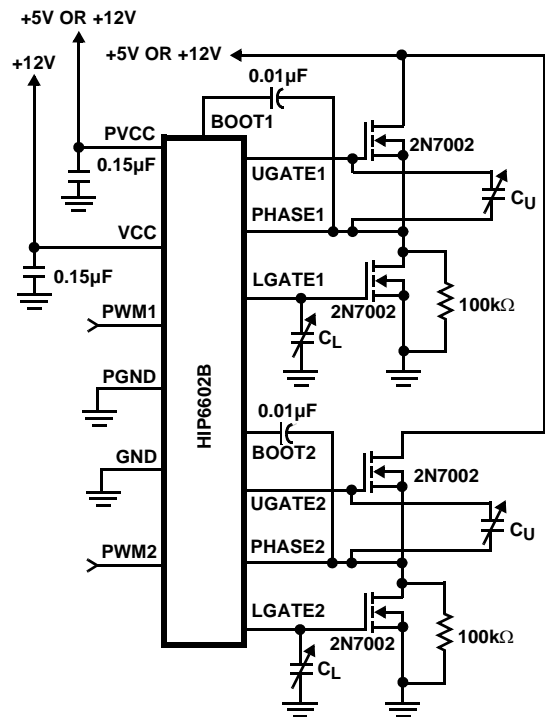 +5V OR +12V
+12V
+5V OR +12V
0.01µF
BOOT1
PVCC
2N7002
0.15µF
UGATE1
CU
PHASE1
VCC
0.15µF
LGATE1
100kΩ
2N7002
PWM1
CL
PGND
HIP6602B
0.01µF
GND
BOOT2
2N7002
UGATE2
CU
PHASE2
PWM2
LGATE2
2N7002
100kΩ
CL